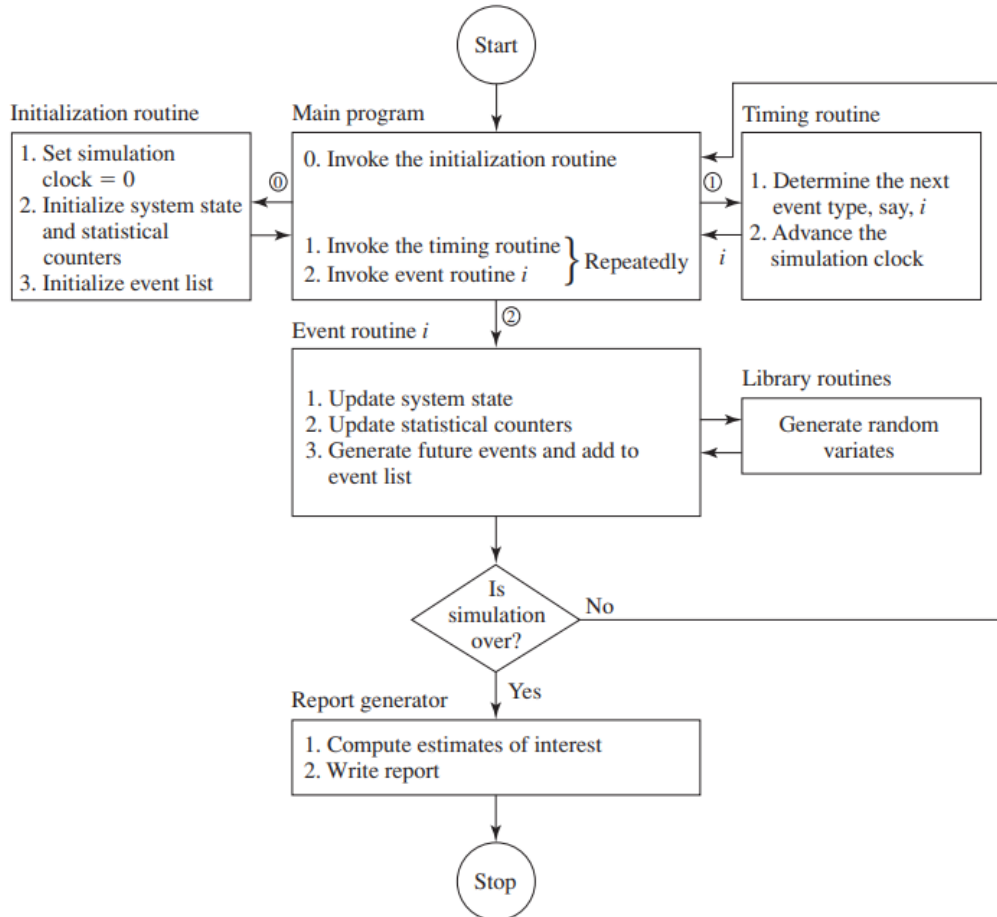 Start
Initialization routine
1. Set simulation
clock = 0
2. Initialize system state
and statistical
counters
3. Initialize event list
⓪
Main program
0. Invoke the initialization routine
1. Invoke the timing routine
2. Invoke event routine i
} Repeatedly
①
i
Timing routine
1. Determine the next
event type, say, i
2. Advance the
simulation clock
②
Event routine i
1. Update system state
2. Update statistical counters
3. Generate future events and add to
event list
Library routines
Generate random
variates
Is
simulation
over?
No
Yes
Report generator
1. Compute estimates of interest
2. Write report
Stop